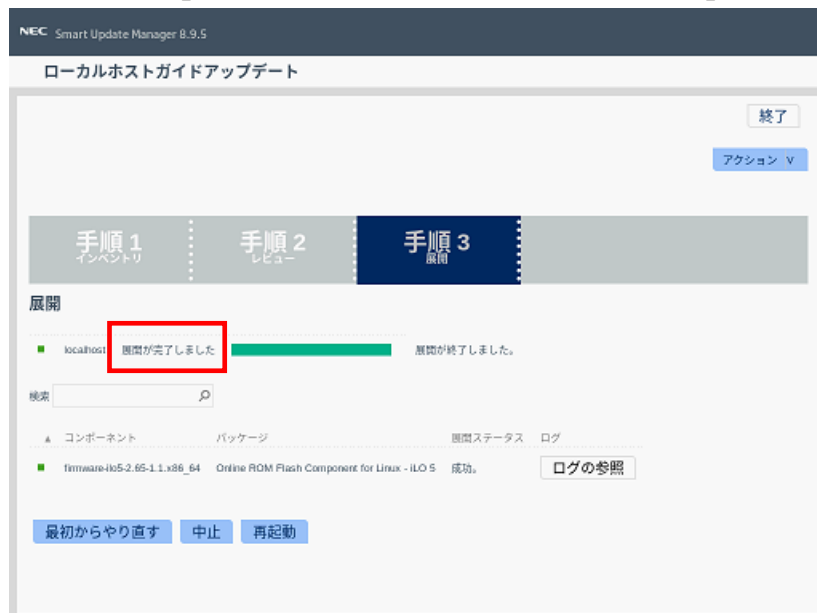 NEC Smart Update Manager 8.9.5
ローカルホストガイドアップデート
終了
アクション ∨
手順 1
インベントリ
手順 2
レビュー
手順 3
展開
展開
localhost 展開が完了しました 展開が終了しました。
検索
▲ コンポーネント パッケージ 展開ステータス ログ
firmware-ilo5-2.65-1.1.x86_64 Online ROM Flash Component for Linux - iLO 5 成功。 ログの参照
最初からやり直す 中止 再起動